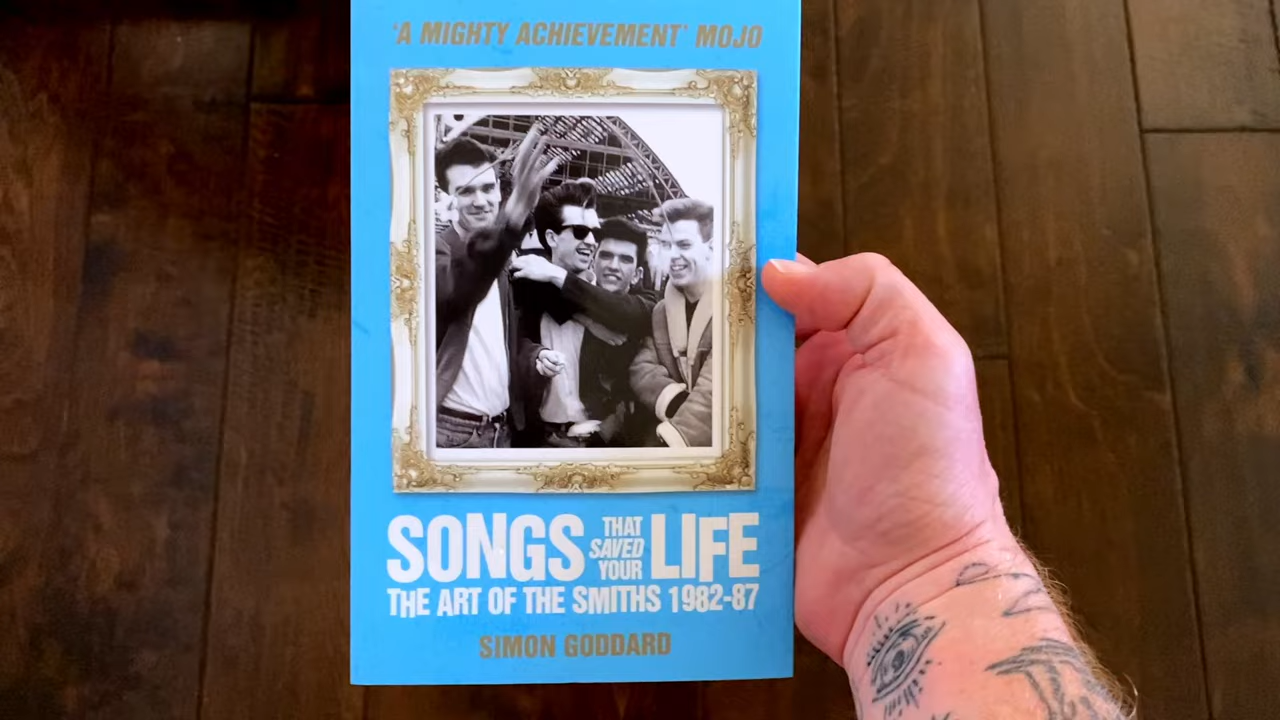 'A MIGHTY ACHIEVEMENT' MOJO
SONGS THAT SAVED YOUR LIFE
THE ART OF THE SMITHS 1982-87
SIMON GODDARD